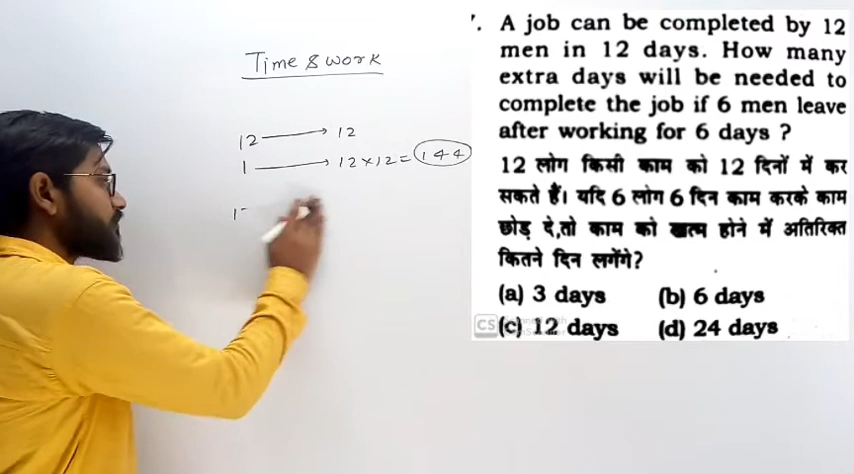 Time & work
12 → 12
1 → 12 × 12 = 144
. A job can be completed by 12
men in 12 days. How many
extra days will be needed to
complete the job if 6 men leave
after working for 6 days ?
12 लोग किसी काम को 12 दिनों में कर
सकते हैं। यदि 6 लोग 6 दिन काम करके काम
छोड़ दे,तो काम को खत्म होने में अतिरिक्त
कितने दिन लगेंगे?
(a) 3 days (b) 6 days
(c) 12 days (d) 24 days
CS